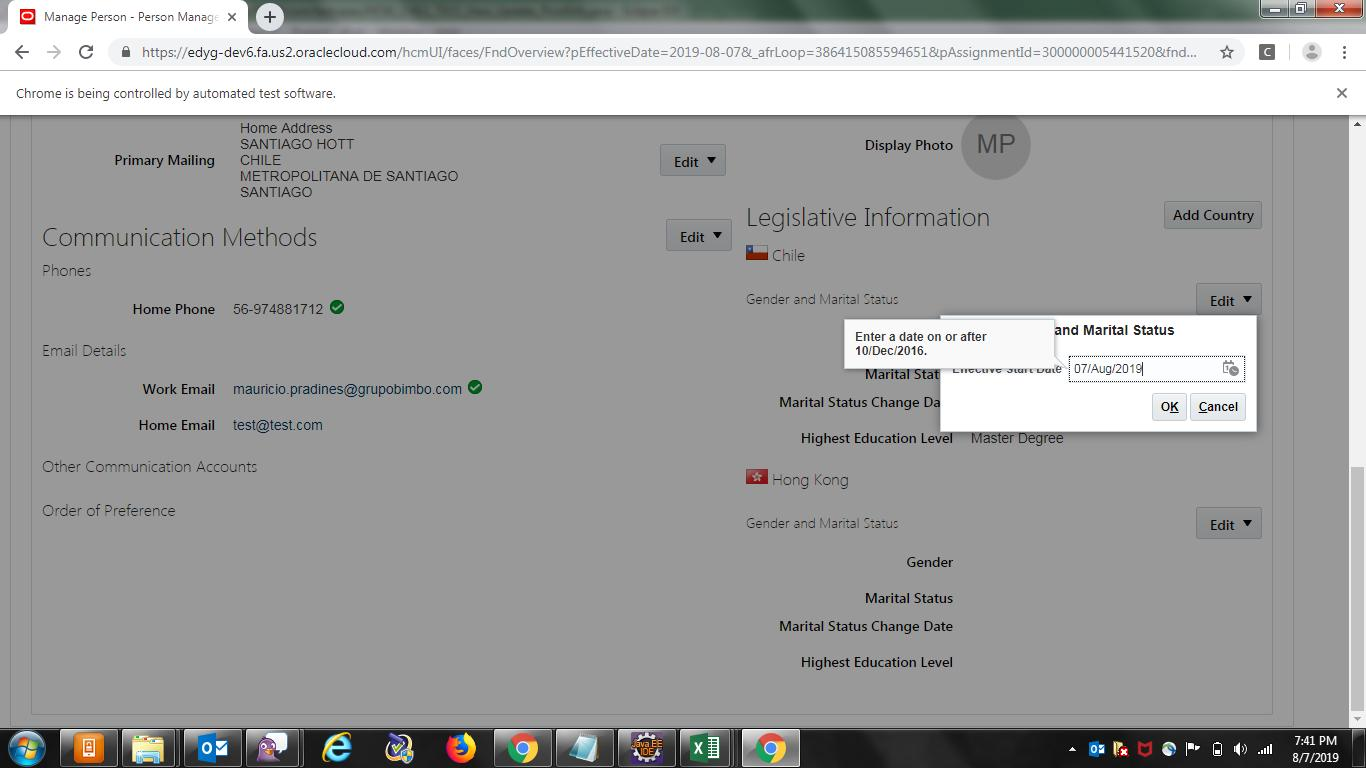 Manage Person - Person Manage
https://edyg-dev6.fa.us2.oraclecloud.com/hcmUI/faces/FndOverview?pEffectiveDate=2019-08-07&_afrLoop=386415085594651&pAssignmentId=300000005441520&fnd...
C
Chrome is being controlled by automated test software.
Home Address
SANTIAGO HOTT
Primary Mailing
CHILE
METROPOLITANA DE SANTIAGO
SANTIAGO
Edit
Display Photo
MP
Communication Methods
Edit
Phones
Home Phone
56-974881712
Email Details
Work Email
mauricio.pradines@grupobimbo.com
Home Email
test@test.com
Other Communication Accounts
Order of Preference
Legislative Information
Add Country
Chile
Gender and Marital Status
Edit
and Marital Status
Enter a date on or after
10/Dec/2016.
Effective Start Date
07/Aug/2019
OK
Cancel
Marital Stat
Marital Status Change Da
Highest Education Level
Master Degree
Hong Kong
Gender and Marital Status
Edit
Gender
Marital Status
Marital Status Change Date
Highest Education Level
Java EE
IDE
7:41 PM
8/7/2019